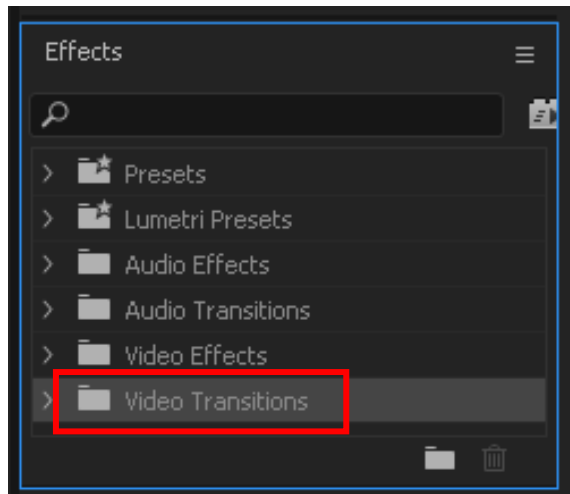 Effects
Presets
Lumetri Presets
Audio Effects
Audio Transitions
Video Effects
Video Transitions